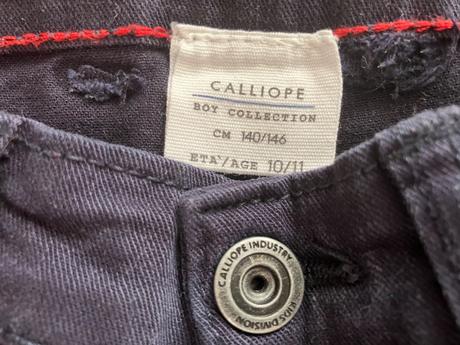 CALLIOPE
BOY COLLECTION
CM 140/146
ETA'/AGE 10/11
CALLIOPE INDUSTRY
KIDS DIVISION